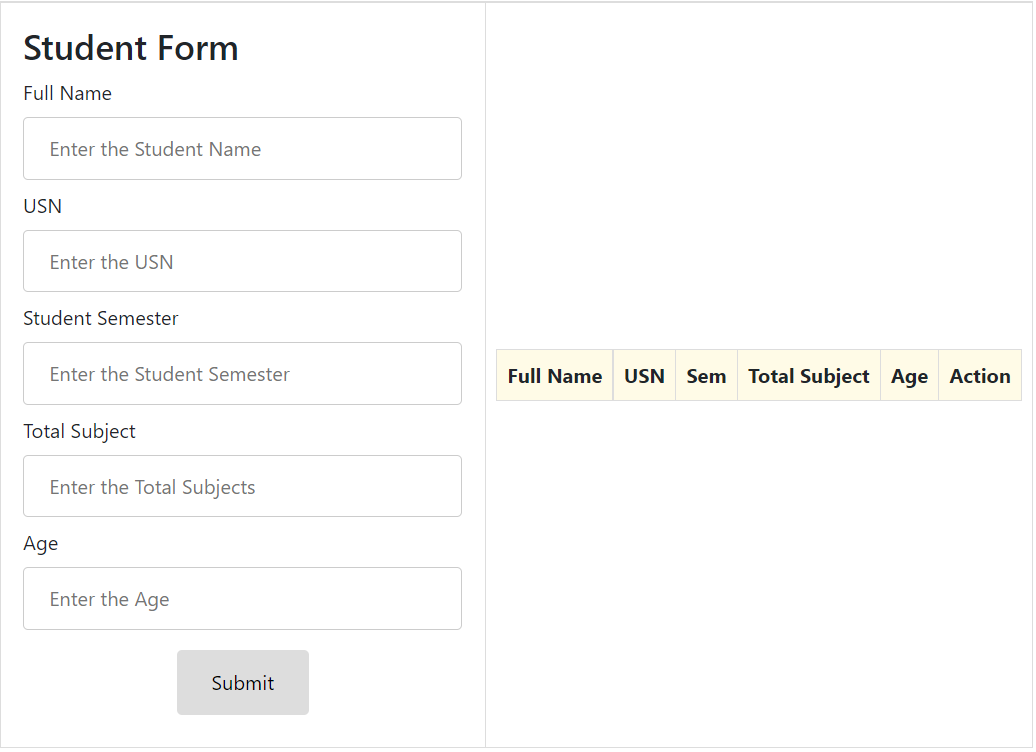 Student Form
Full Name
Enter the Student Name
USN
Enter the USN
Student Semester
Enter the Student Semester
Total Subject
Enter the Total Subjects
Age
Enter the Age
Submit
Full Name USN Sem Total Subject Age Action